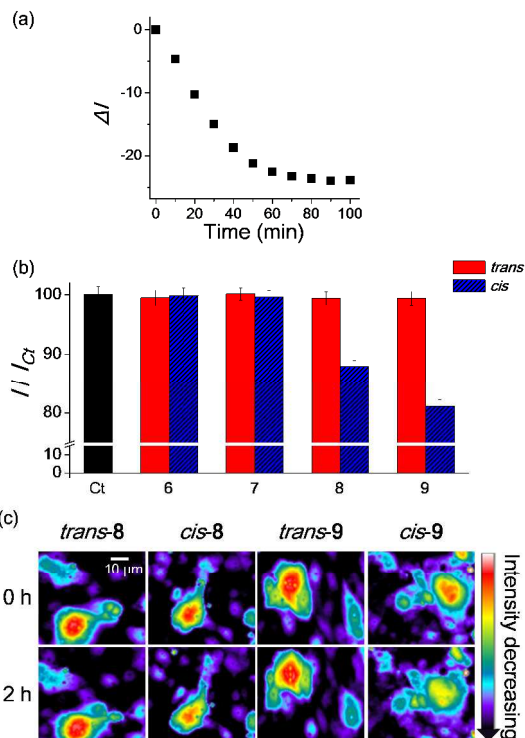 (a)
0
-10
-20
ΔI
0 20 40 60 80 100
Time (min)
(b)
trans
cis
100
90
80
10
0
I / I_Ct
Ct 6 7 8 9
(c)
trans-8 cis-8 trans-9 cis-9
10 μm
0 h
2 h
Intensity decreasing